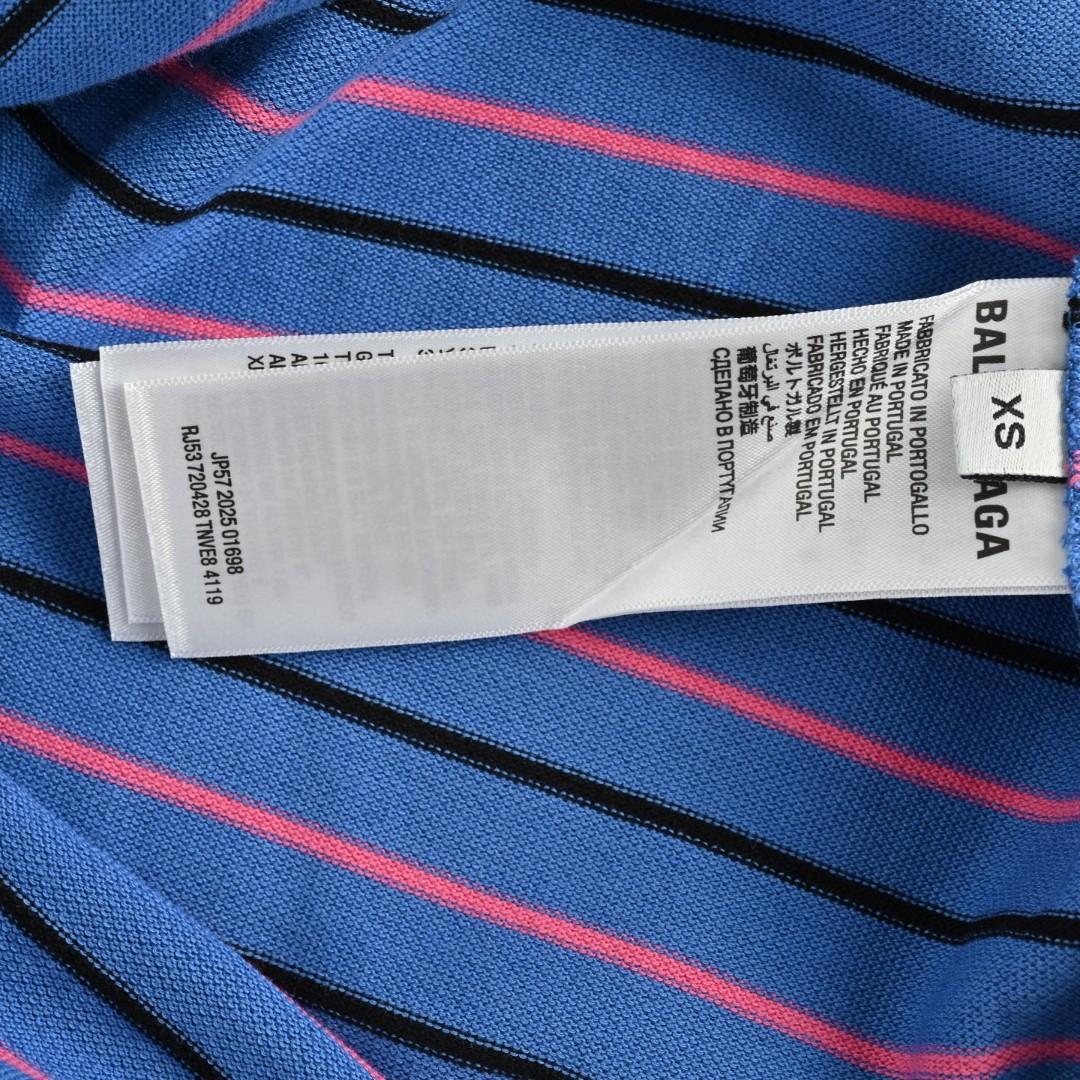 BAL AGA
XS
FABBRICATO IN PORTOGALLO
MADE IN PORTUGAL
FABRIQUÉ AU PORTUGAL
HECHO EN PORTUGAL
HERGESTELLT IN PORTUGAL
FABRICADO EM PORTUGAL
ポルトガル製
صنع في البرتغال
葡萄牙制造
СДЕЛАНО В ПОРТУГАЛИИ
JP57 2025 01698
RJ53720428 TNVE8 4119